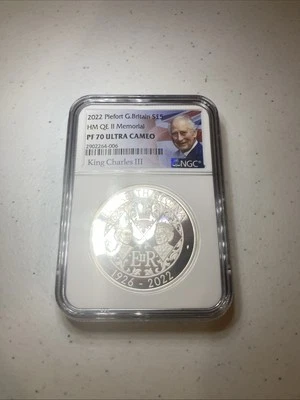 2022 Piefort G.Britain S£5
HM QE II Memorial
PF 70 ULTRA CAMEO
2902264-006
King Charles III
NGC
EIIR
1926 - 2022